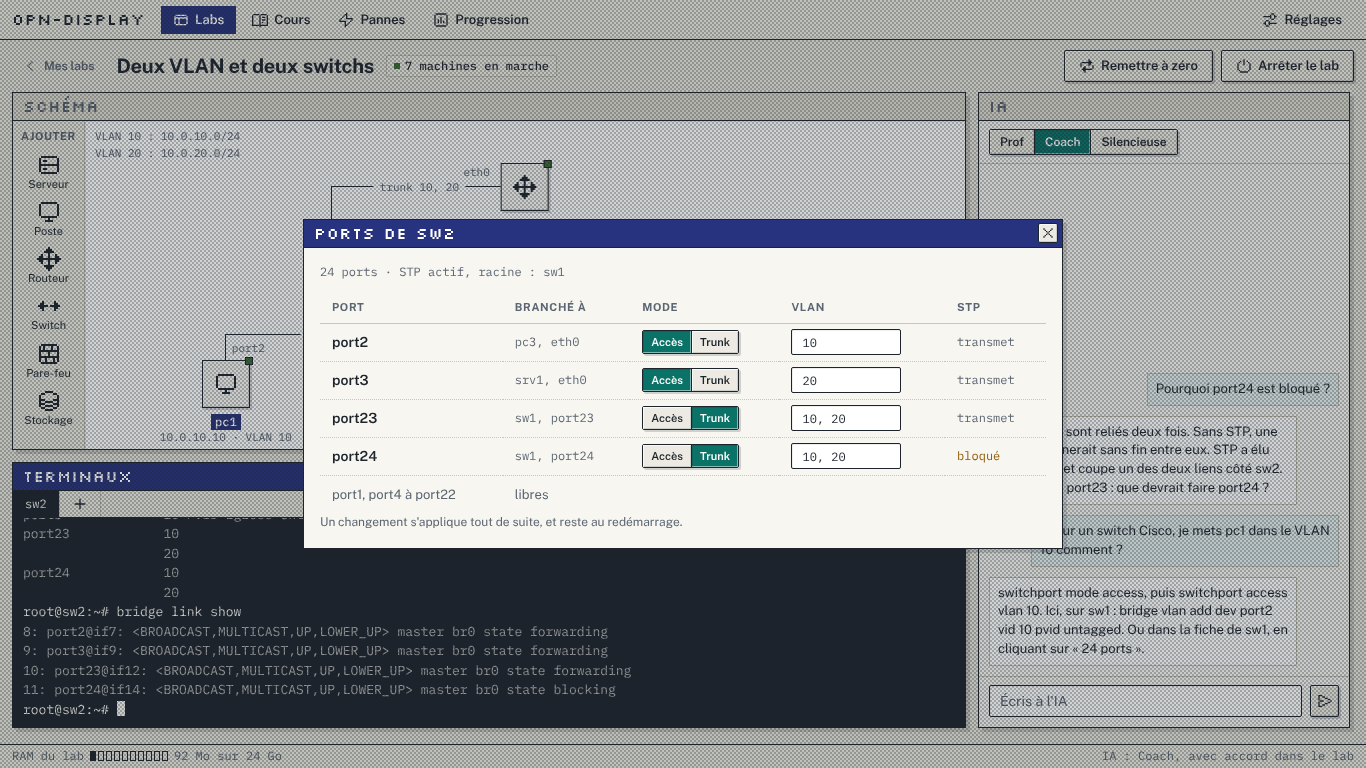 OPN-DISPLAY
Labs
Cours
Pannes
Progression
Réglages
Mes labs
Deux VLAN et deux switchs
7 machines en marche
Remettre à zéro
Arrêter le lab
SCHÉMA
AJOUTER
Serveur
Poste
Routeur
Switch
Pare-feu
Stockage
VLAN 10 : 10.0.10.0/24
VLAN 20 : 10.0.20.0/24
eth0
trunk 10, 20
port2
pc1
10.0.10.10 · VLAN 10
PORTS DE SW2
24 ports · STP actif, racine : sw1
PORT BRANCHÉ À MODE VLAN STP
port2 pc3, eth0 Accès Trunk 10 transmet
port3 srv1, eth0 Accès Trunk 20 transmet
port23 sw1, port23 Accès Trunk 10, 20 transmet
port24 sw1, port24 Accès Trunk 10, 20 bloqué
port1, port4 à port22 libres
Un changement s'applique tout de suite, et reste au redémarrage.
TERMINAUX
sw2
port23 10
20
port24 10
20
root@sw2:~# bridge link show
8: port2@if7: <BROADCAST,MULTICAST,UP,LOWER_UP> master br0 state forwarding
9: port3@if9: <BROADCAST,MULTICAST,UP,LOWER_UP> master br0 state forwarding
10: port23@if12: <BROADCAST,MULTICAST,UP,LOWER_UP> master br0 state forwarding
11: port24@if14: <BROADCAST,MULTICAST,UP,LOWER_UP> master br0 state blocking
root@sw2:~#
IA
Prof Coach Silencieuse
Pourquoi port24 est bloqué ?
sont reliés deux fois. Sans STP, une
sans fin entre eux. STP a élu
et coupe un des deux liens côté sw2.
port23 : que devrait faire port24 ?
un switch Cisco, je mets pc1 dans le VLAN
10 comment ?
switchport mode access, puis switchport access
vlan 10. Ici, sur sw1 : bridge vlan add dev port2
vid 10 pvid untagged. Ou dans la fiche de sw1, en
cliquant sur « 24 ports ».
Écris à l'IA
RAM du lab 92 Mo sur 24 Go
IA : Coach, avec accord dans le lab